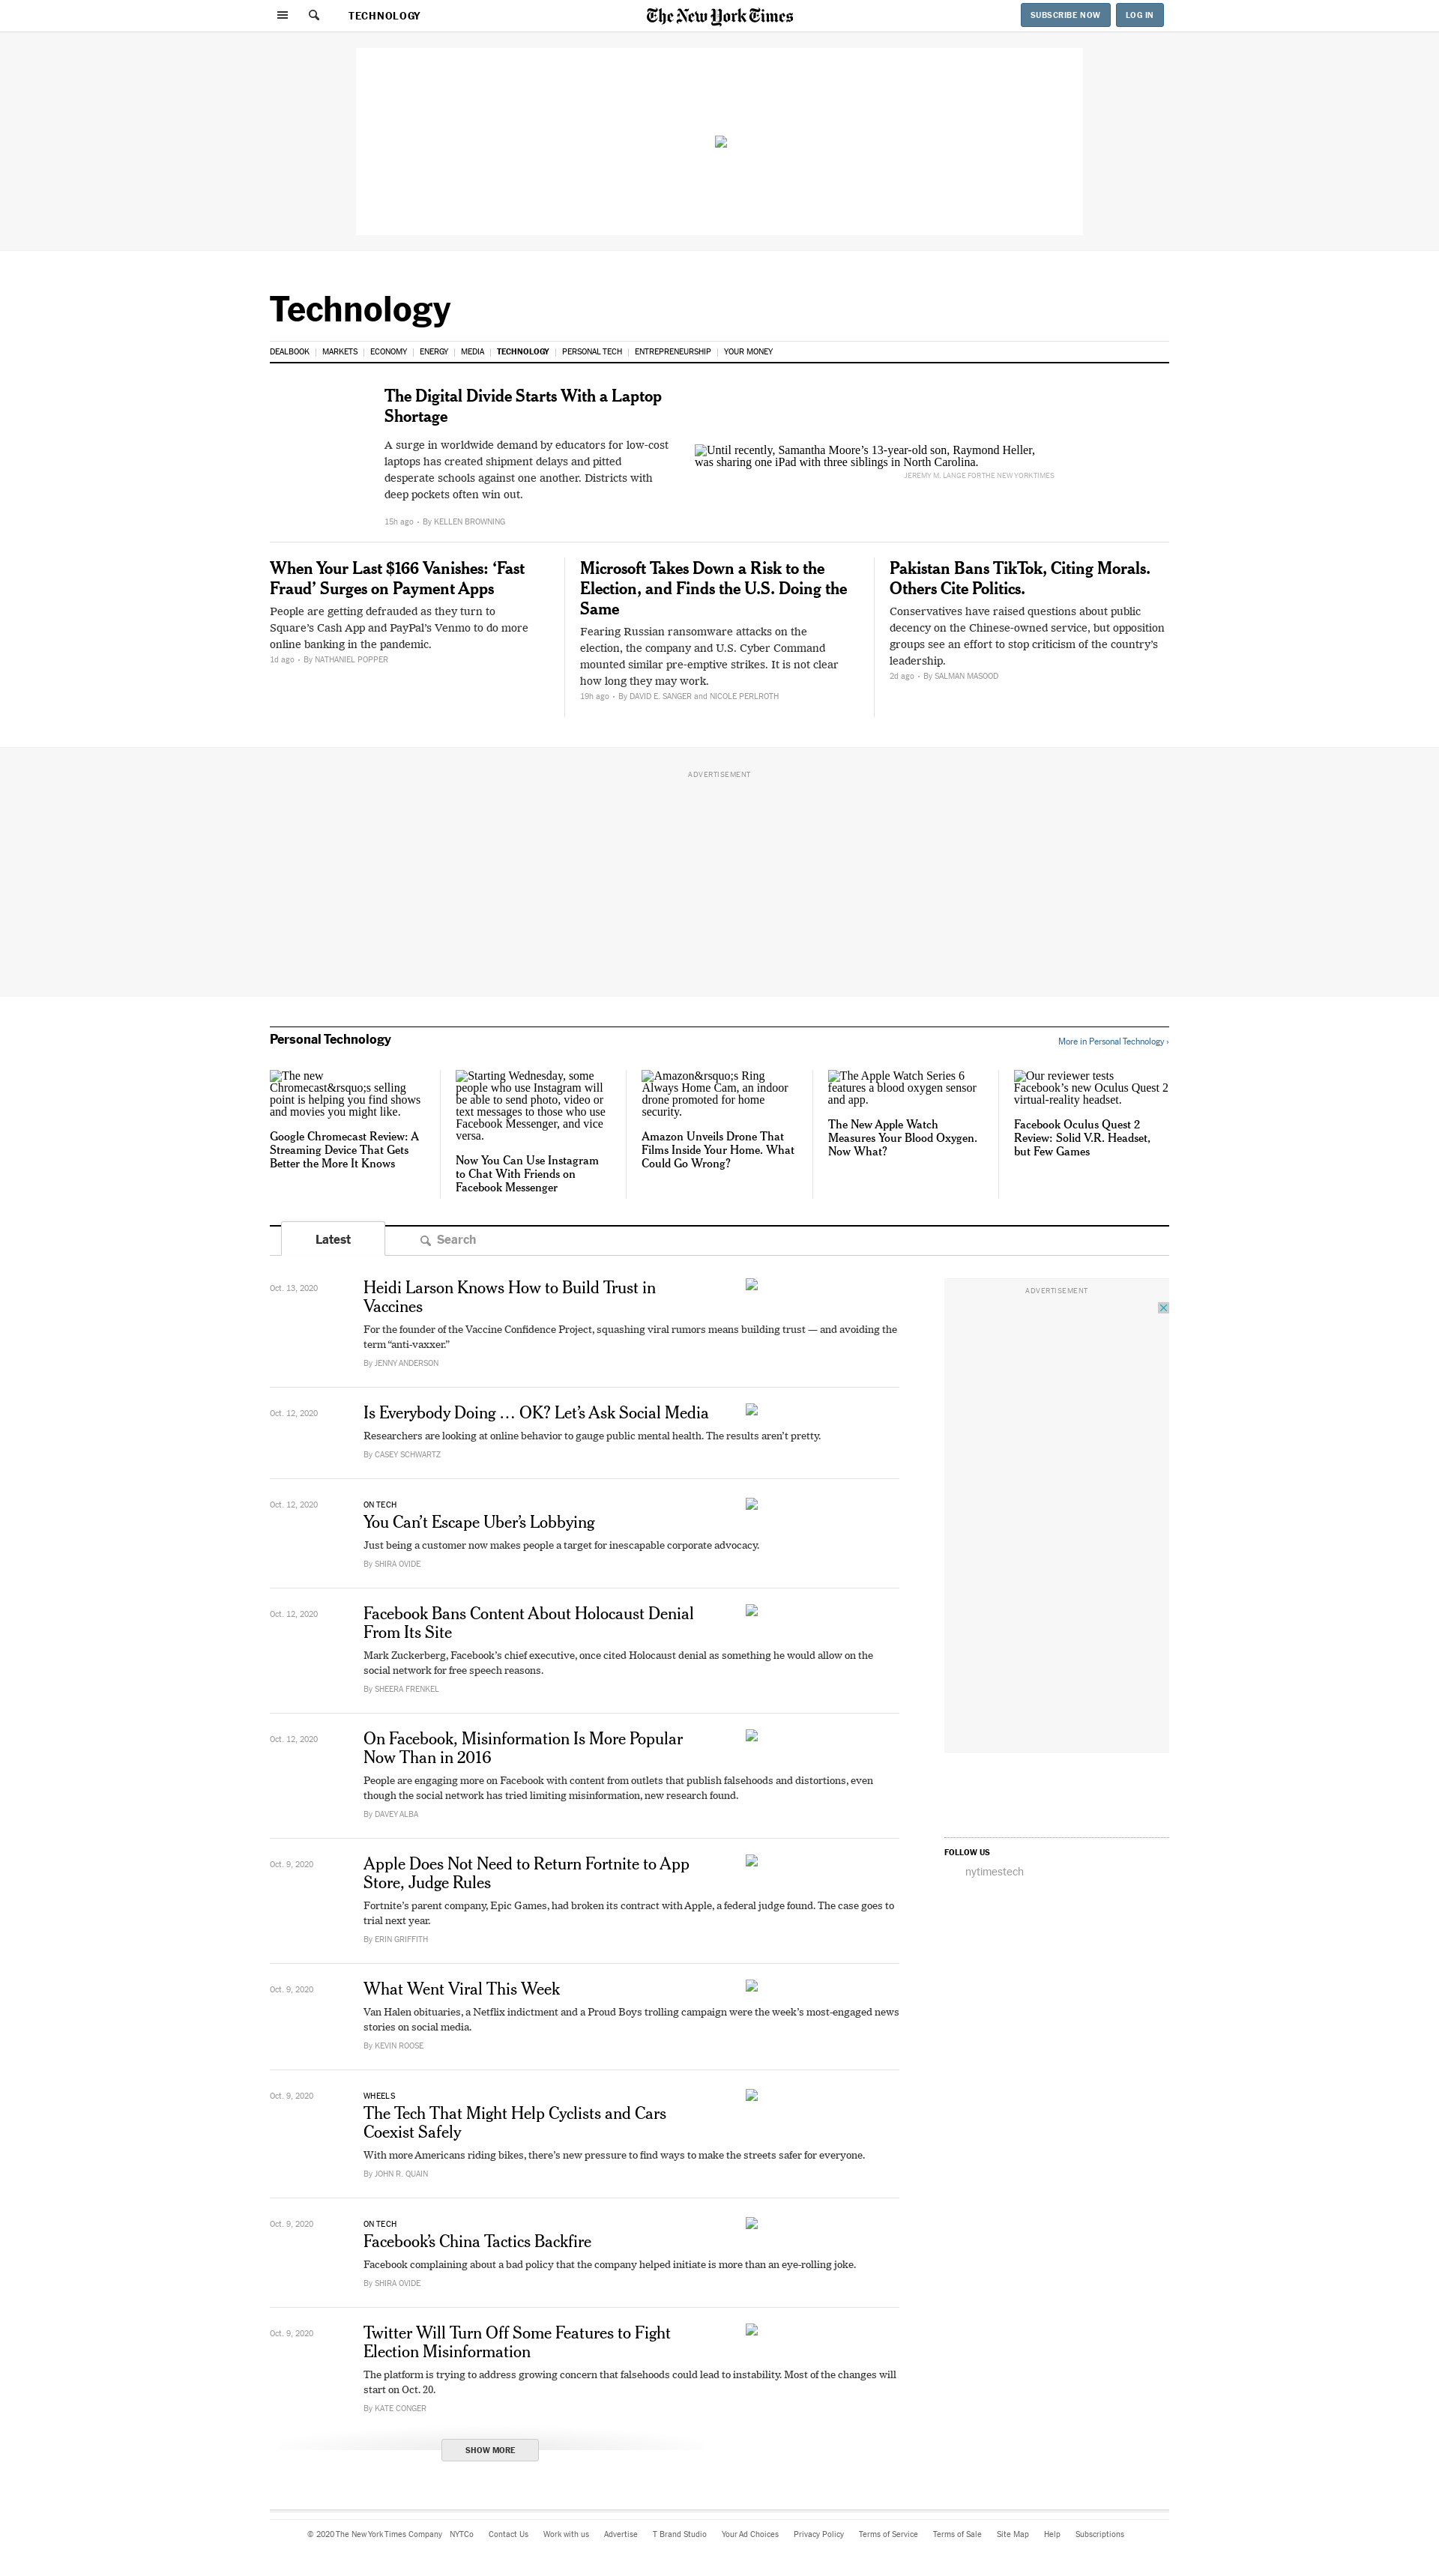 TECHNOLOGY
The New York Times
SUBSCRIBE NOW
LOG IN
Technology
DEALBOOK
MARKETS
ECONOMY
ENERGY
MEDIA
TECHNOLOGY
PERSONAL TECH
ENTREPRENEURSHIP
YOUR MONEY
The Digital Divide Starts With a Laptop
Shortage
A surge in worldwide demand by educators for low-cost
laptops has created shipment delays and pitted
desperate schools against one another. Districts with
deep pockets often win out.
15h ago • By KELLEN BROWNING
Until recently, Samantha Moore’s 13-year-old son, Raymond Heller,
was sharing one iPad with three siblings in North Carolina.
JEREMY M. LANGE FOR THE NEW YORK TIMES
When Your Last $166 Vanishes: ‘Fast
Fraud’ Surges on Payment Apps
People are getting defrauded as they turn to
Square’s Cash App and PayPal’s Venmo to do more
online banking in the pandemic.
1d ago • By NATHANIEL POPPER
Microsoft Takes Down a Risk to the
Election, and Finds the U.S. Doing the
Same
Fearing Russian ransomware attacks on the
election, the company and U.S. Cyber Command
mounted similar pre-emptive strikes. It is not clear
how long they may work.
19h ago • By DAVID E. SANGER and NICOLE PERLROTH
Pakistan Bans TikTok, Citing Morals.
Others Cite Politics.
Conservatives have raised questions about public
decency on the Chinese-owned service, but opposition
groups see an effort to stop criticism of the country’s
leadership.
2d ago • By SALMAN MASOOD
ADVERTISEMENT
Personal Technology
More in Personal Technology ›
The new
Chromecast&rsquo;s selling
point is helping you find shows
and movies you might like.
Google Chromecast Review: A
Streaming Device That Gets
Better the More It Knows
Starting Wednesday, some
people who use Instagram will
be able to send photo, video or
text messages to those who use
Facebook Messenger, and vice
versa.
Now You Can Use Instagram
to Chat With Friends on
Facebook Messenger
Amazon&rsquo;s Ring
Always Home Cam, an indoor
drone promoted for home
security.
Amazon Unveils Drone That
Films Inside Your Home. What
Could Go Wrong?
The Apple Watch Series 6
features a blood oxygen sensor
and app.
The New Apple Watch
Measures Your Blood Oxygen.
Now What?
Our reviewer tests
Facebook’s new Oculus Quest 2
virtual-reality headset.
Facebook Oculus Quest 2
Review: Solid V.R. Headset,
but Few Games
Latest
Search
Oct. 13, 2020
Heidi Larson Knows How to Build Trust in
Vaccines
For the founder of the Vaccine Confidence Project, squashing viral rumors means building trust — and avoiding the
term “anti-vaxxer.”
By JENNY ANDERSON
ADVERTISEMENT
Oct. 12, 2020
Is Everybody Doing … OK? Let’s Ask Social Media
Researchers are looking at online behavior to gauge public mental health. The results aren’t pretty.
By CASEY SCHWARTZ
Oct. 12, 2020
ON TECH
You Can’t Escape Uber’s Lobbying
Just being a customer now makes people a target for inescapable corporate advocacy.
By SHIRA OVIDE
Oct. 12, 2020
Facebook Bans Content About Holocaust Denial
From Its Site
Mark Zuckerberg, Facebook’s chief executive, once cited Holocaust denial as something he would allow on the
social network for free speech reasons.
By SHEERA FRENKEL
Oct. 12, 2020
On Facebook, Misinformation Is More Popular
Now Than in 2016
People are engaging more on Facebook with content from outlets that publish falsehoods and distortions, even
though the social network has tried limiting misinformation, new research found.
By DAVEY ALBA
FOLLOW US
nytimestech
Oct. 9, 2020
Apple Does Not Need to Return Fortnite to App
Store, Judge Rules
Fortnite’s parent company, Epic Games, had broken its contract with Apple, a federal judge found. The case goes to
trial next year.
By ERIN GRIFFITH
Oct. 9, 2020
What Went Viral This Week
Van Halen obituaries, a Netflix indictment and a Proud Boys trolling campaign were the week’s most-engaged news
stories on social media.
By KEVIN ROOSE
Oct. 9, 2020
WHEELS
The Tech That Might Help Cyclists and Cars
Coexist Safely
With more Americans riding bikes, there’s new pressure to find ways to make the streets safer for everyone.
By JOHN R. QUAIN
Oct. 9, 2020
ON TECH
Facebook’s China Tactics Backfire
Facebook complaining about a bad policy that the company helped initiate is more than an eye-rolling joke.
By SHIRA OVIDE
Oct. 9, 2020
Twitter Will Turn Off Some Features to Fight
Election Misinformation
The platform is trying to address growing concern that falsehoods could lead to instability. Most of the changes will
start on Oct. 20.
By KATE CONGER
SHOW MORE
© 2020 The New York Times Company
NYTCo
Contact Us
Work with us
Advertise
T Brand Studio
Your Ad Choices
Privacy Policy
Terms of Service
Terms of Sale
Site Map
Help
Subscriptions